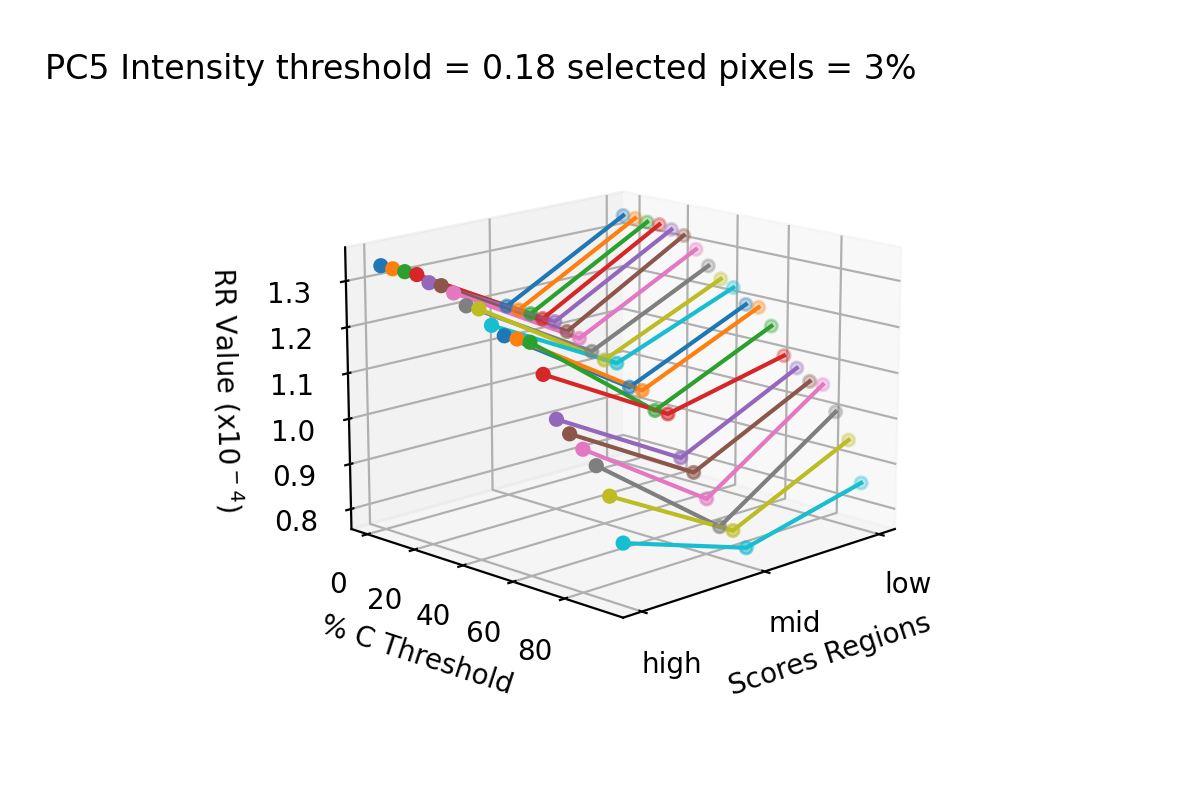 PC5 Intensity threshold = 0.18 selected pixels = 3%
RR Value (x10⁻⁴)
1.3
1.2
1.1
1.0
0.9
0.8
0
20
40
60
80
% C Threshold
high
mid
low
Scores Regions